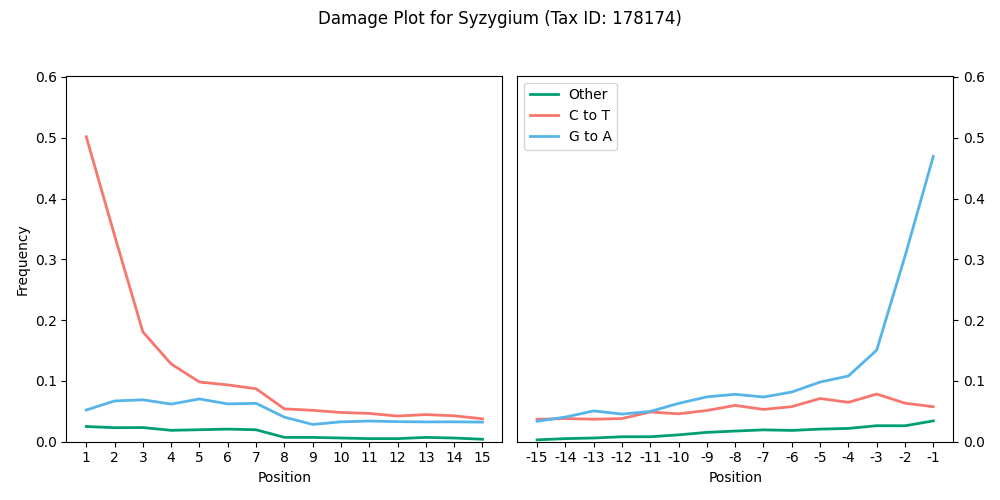 Damage Plot for Syzygium (Tax ID: 178174)
Frequency
0.6
0.5
0.4
0.3
0.2
0.1
0.0
1 2 3 4 5 6 7 8 9 10 11 12 13 14 15
Position
Other
C to T
G to A
-15 -14 -13 -12 -11 -10 -9 -8 -7 -6 -5 -4 -3 -2 -1
Position
0.6
0.5
0.4
0.3
0.2
0.1
0.0